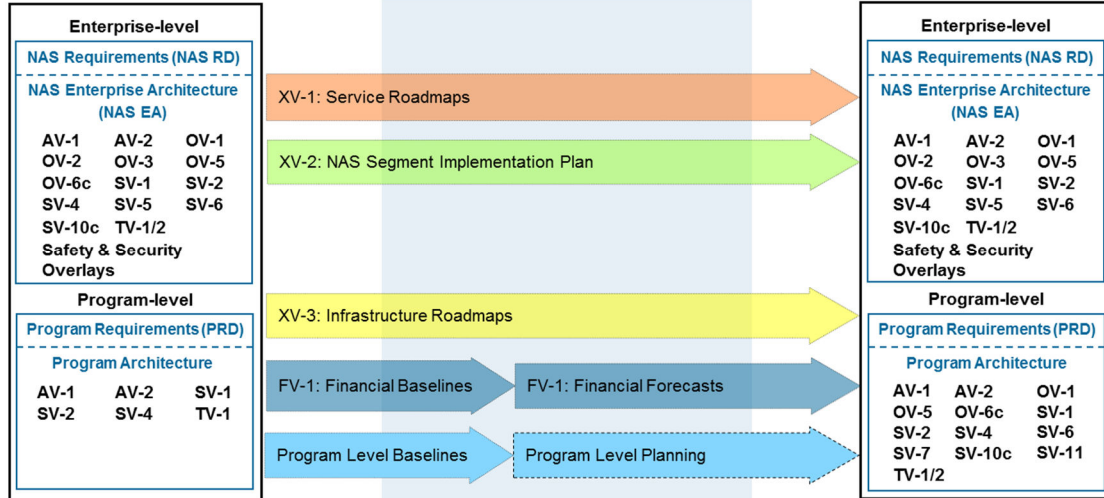 Enterprise-level
NAS Requirements (NAS RD)
NAS Enterprise Architecture
(NAS EA)
AV-1 AV-2 OV-1
OV-2 OV-3 OV-5
OV-6c SV-1 SV-2
SV-4 SV-5 SV-6
SV-10c TV-1/2
Safety & Security
Overlays
Program-level
Program Requirements (PRD)
Program Architecture
AV-1 AV-2 SV-1
SV-2 SV-4 TV-1
XV-1: Service Roadmaps
XV-2: NAS Segment Implementation Plan
XV-3: Infrastructure Roadmaps
FV-1: Financial Baselines
FV-1: Financial Forecasts
Program Level Baselines
Program Level Planning
Enterprise-level
NAS Requirements (NAS RD)
NAS Enterprise Architecture
(NAS EA)
AV-1 AV-2 OV-1
OV-2 OV-3 OV-5
OV-6c SV-1 SV-2
SV-4 SV-5 SV-6
SV-10c TV-1/2
Safety & Security
Overlays
Program-level
Program Requirements (PRD)
Program Architecture
AV-1 AV-2 OV-1
OV-5 OV-6c SV-1
SV-2 SV-4 SV-6
SV-7 SV-10c SV-11
TV-1/2